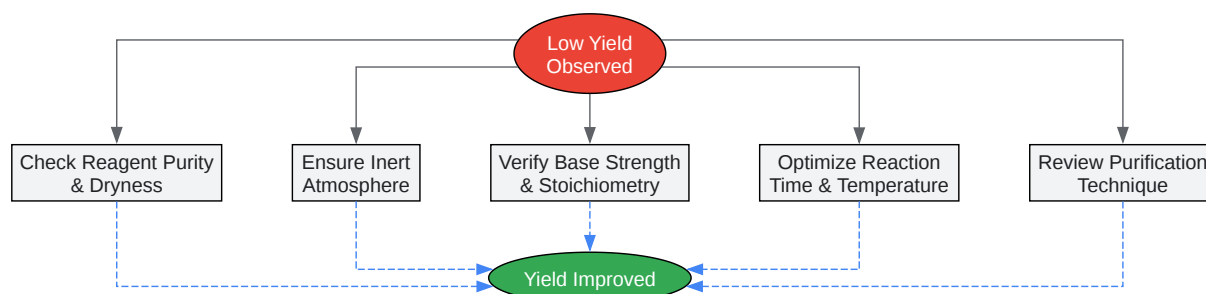 Low Yield
Observed
Check Reagent Purity
& Dryness
Ensure Inert
Atmosphere
Verify Base Strength
& Stoichiometry
Optimize Reaction
Time & Temperature
Review Purification
Technique
Yield Improved